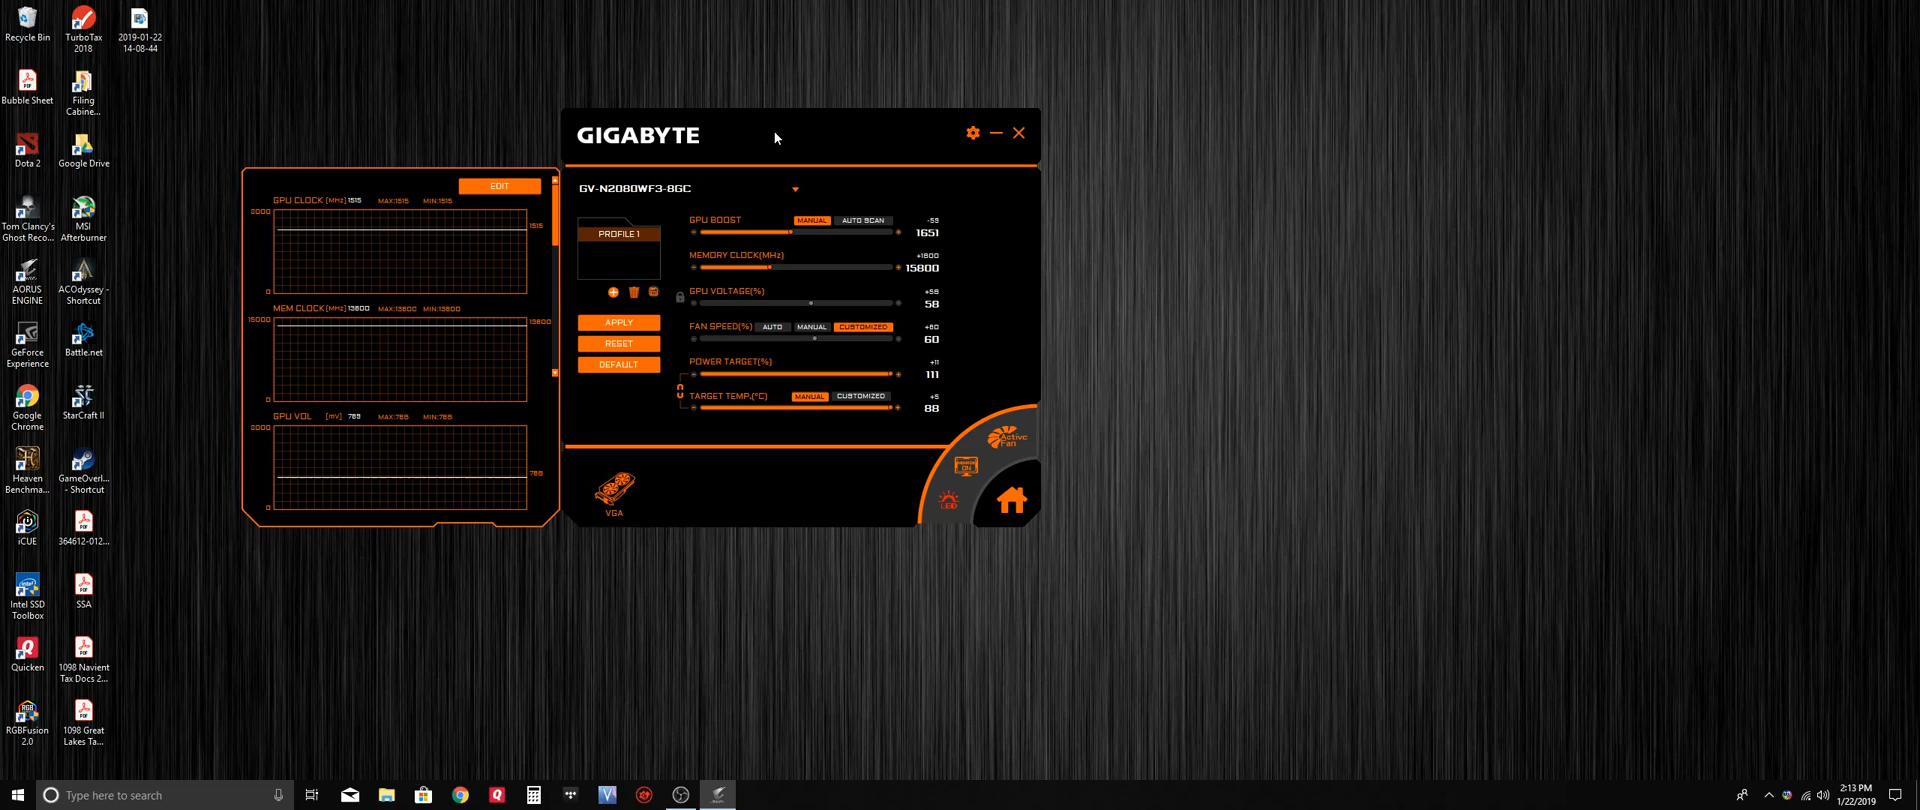 Recycle Bin
TurboTax
2018
2019-01-22
14-08-44
Bubble Sheet
Filing
Cabine...
Dota 2
Google Drive
Tom Clancy's
Ghost Reco...
MSI
Afterburner
AORUS
ENGINE
ACOdyssey -
Shortcut
GeForce
Experience
Battle.net
Google
Chrome
StarCraft II
Heaven
Benchma...
GameOverl...
- Shortcut
iCUE
364612-012...
Intel SSD
Toolbox
SSA
Quicken
1098 Navient
Tax Docs 2...
RGBFusion
2.0
1098 Great
Lakes Ta...
EDIT
GPU CLOCK [MHz] 1515 MAX:1515 MIN:1515
1515
0
MEM CLOCK [MHz] 13800 MAX:13800 MIN:13800
15000
13800
0
GPU VOL [mV] 768 MAX:768 MIN:768
768
0
GIGABYTE
GV-N2080WF3-8GC
PROFILE 1
APPLY
RESET
DEFAULT
GPU BOOST MANUAL AUTO SCAN -59
1651
MEMORY CLOCK(MHz) +1800
15800
GPU VOLTAGE(%) +58
58
FAN SPEED(%) AUTO MANUAL CUSTOMIZED +60
60
POWER TARGET(%) +11
111
TARGET TEMP.(°C) MANUAL CUSTOMIZED +5
88
VGA
Active
Fan
ON
LED
Type here to search
2:13 PM
1/22/2019